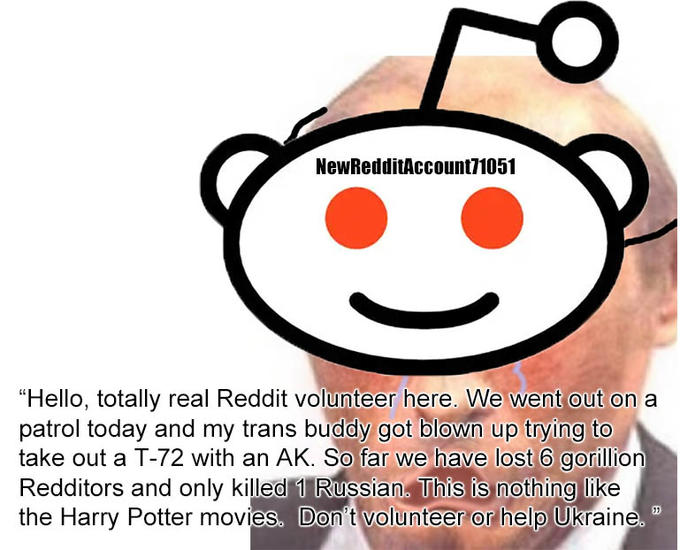 NewRedditAccount71051
“Hello, totally real Reddit volunteer here. We went out on a
patrol today and my trans buddy got blown up trying to
take out a T-72 with an AK. So far we have lost 6 gorillion
Redditors and only killed 1 Russian. This is nothing like
the Harry Potter movies.  Don’t volunteer or help Ukraine. ”